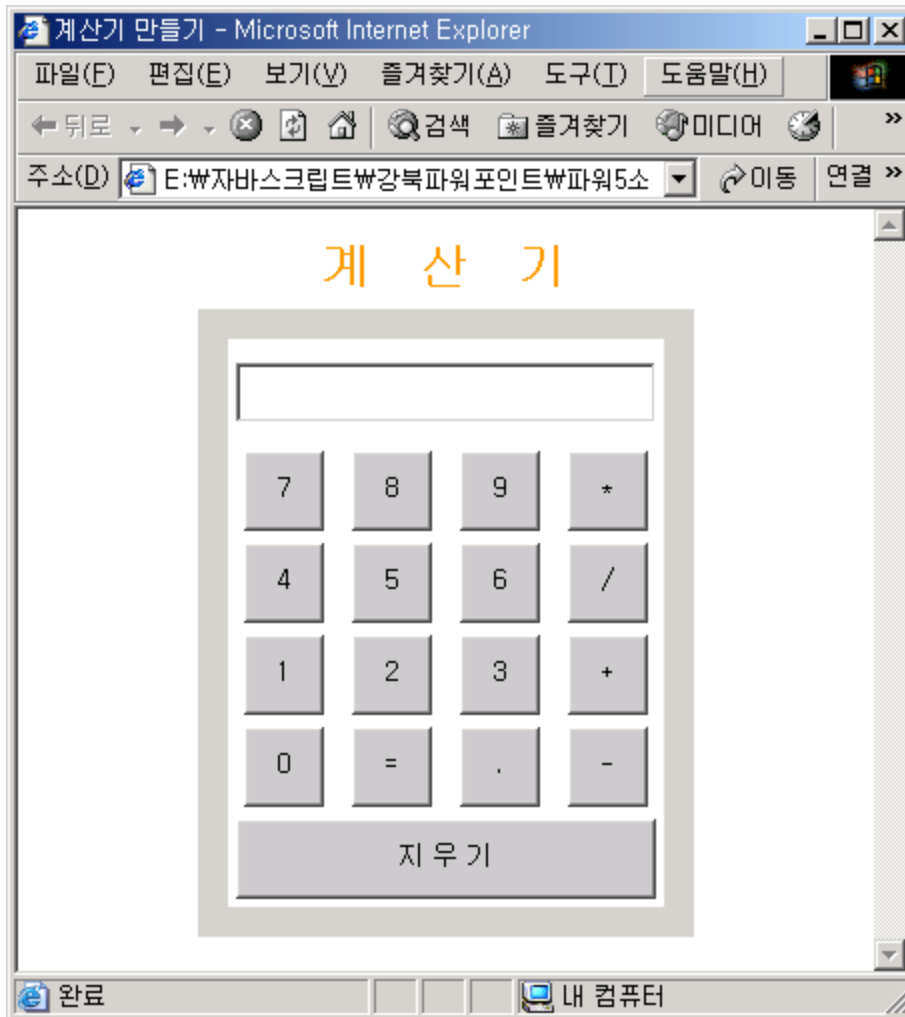 계산기 만들기 - Microsoft Internet Explorer
파일(F) 편집(E) 보기(V) 즐겨찾기(A) 도구(T) 도움말(H)
뒤로 검색 즐겨찾기 미디어 »
주소(D) E:₩자바스크립트₩강북파워포인트₩파워5소 이동 연결 »
계 산 기
7 8 9 *
4 5 6 /
1 2 3 +
0 = . -
지 우 기
완료 내 컴퓨터